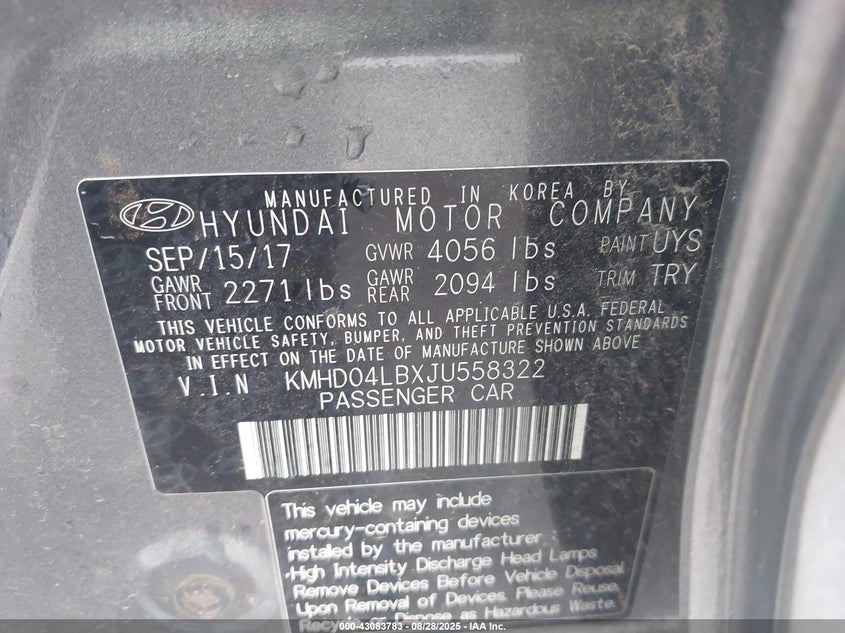 MANUFACTURED IN KOREA BY
HYUNDAI MOTOR COMPANY
SEP/15/17 GVWR 4056 lbs PAINT UYS
GAWR FRONT 2271 lbs GAWR REAR 2094 lbs TRIM TRY
THIS VEHICLE CONFORMS TO ALL APPLICABLE U.S.A. FEDERAL
MOTOR VEHICLE SAFETY, BUMPER, AND THEFT PREVENTION STANDARDS
IN EFFECT ON THE DATE OF MANUFACTURE SHOWN ABOVE
V.I.N KMHD04LBXJU558322
PASSENGER CAR
This vehicle may include
mercury-containing devices
installed by the manufacturer:
-High Intensity Discharge Head Lamps
Remove Devices Before Vehicle Disposal
Upon Removal of Devices, Please Reuse,
Recycle or Dispose as Hazardous Waste.
000-43083783 - 08/28/2025 - IAA Inc.